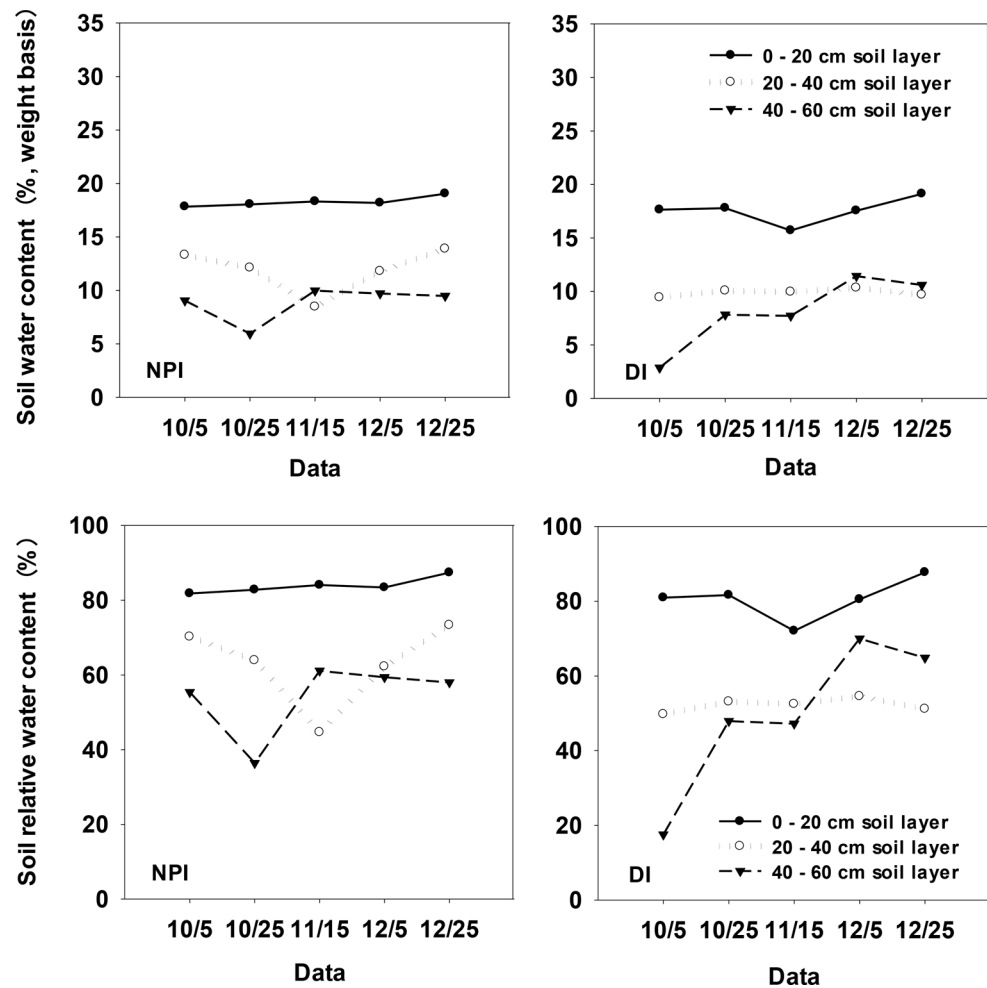 Soil water content (%, weight basis)
35
30
25
20
15
10
5
0
NPI
10/5 10/25 11/15 12/5 12/25
Data
35
30
25
20
15
10
5
0
0 - 20 cm soil layer
20 - 40 cm soil layer
40 - 60 cm soil layer
DI
10/5 10/25 11/15 12/5 12/25
Data
Soil relative water content (%)
100
80
60
40
20
0
NPI
10/5 10/25 11/15 12/5 12/25
Data
100
80
60
40
20
0
0 - 20 cm soil layer
20 - 40 cm soil layer
40 - 60 cm soil layer
DI
10/5 10/25 11/15 12/5 12/25
Data